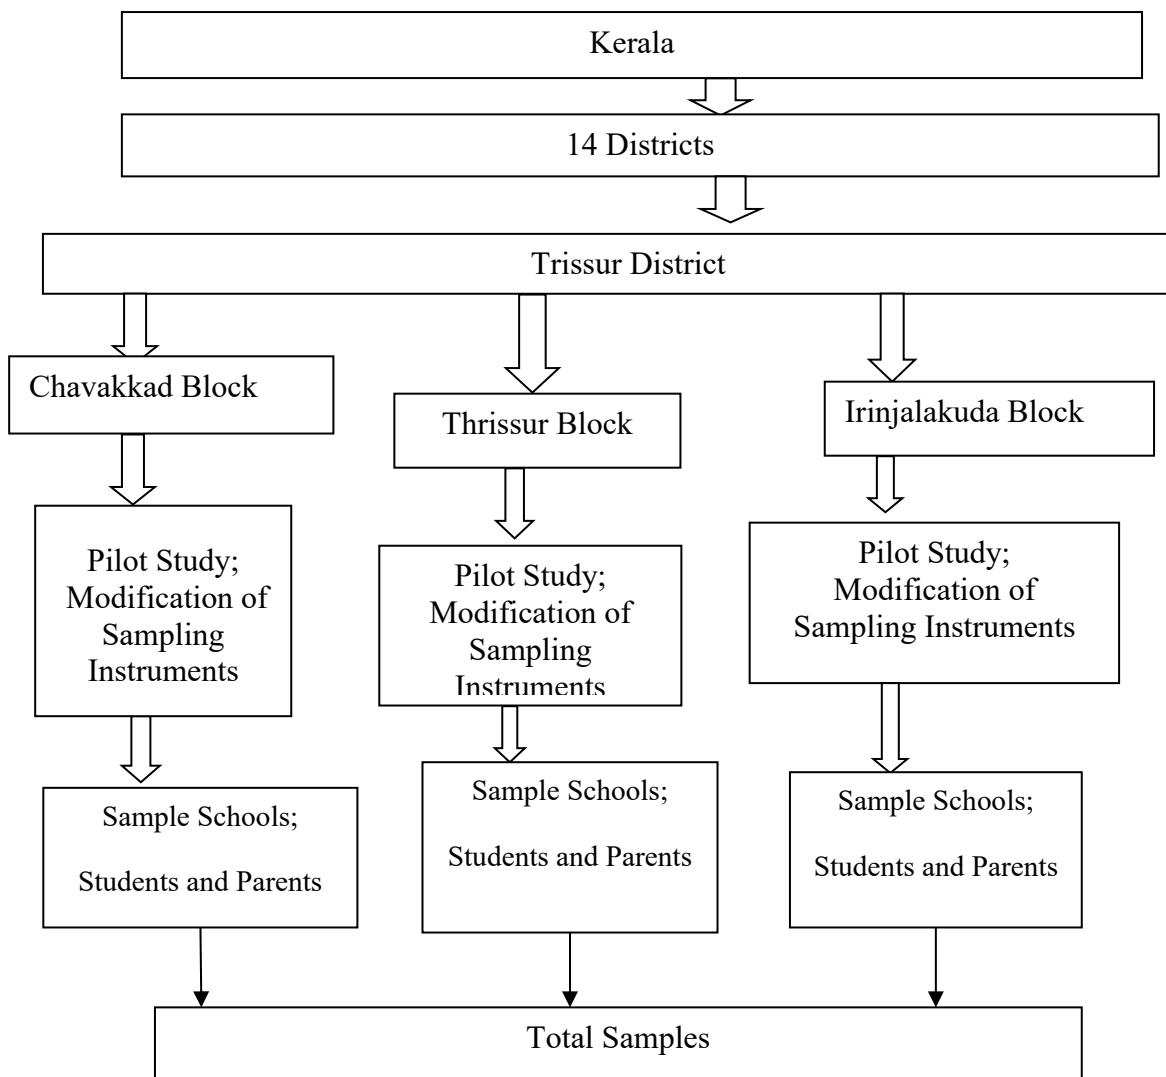 Kerala
14 Districts
Trissur District
Chavakkad Block
Thrissur Block
Irinjalakuda Block
Pilot Study;
Modification of
Sampling
Instruments
Pilot Study;
Modification of
Sampling
Instruments
Pilot Study;
Modification of
Sampling Instruments
Sample Schools;
Students and Parents
Sample Schools;
Students and Parents
Sample Schools;
Students and Parents
Total Samples